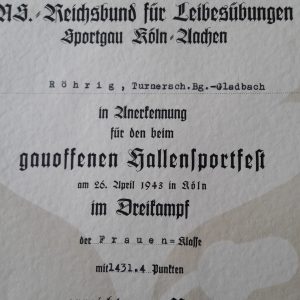 NS.-Reichsbund für Leibesübungen
Sportgau Köln-Aachen
Röhrig, Turnersch.Bg.-Gladbach
in Anerkennung
für den beim
gauoffenen Hallensportfest
am 26. April 1943 in Köln
im Dreikampf
der Frauen=Klasse
mit 1431.4 Punkten